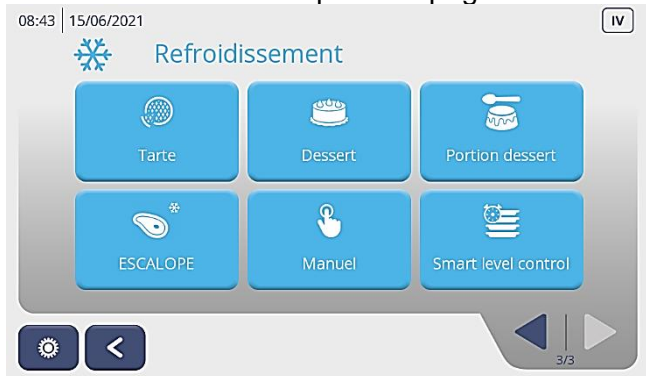 08:43 15/06/2021 IV
Refroidissement
Tarte Dessert Portion dessert
ESCALOPE Manuel Smart level control
3/3